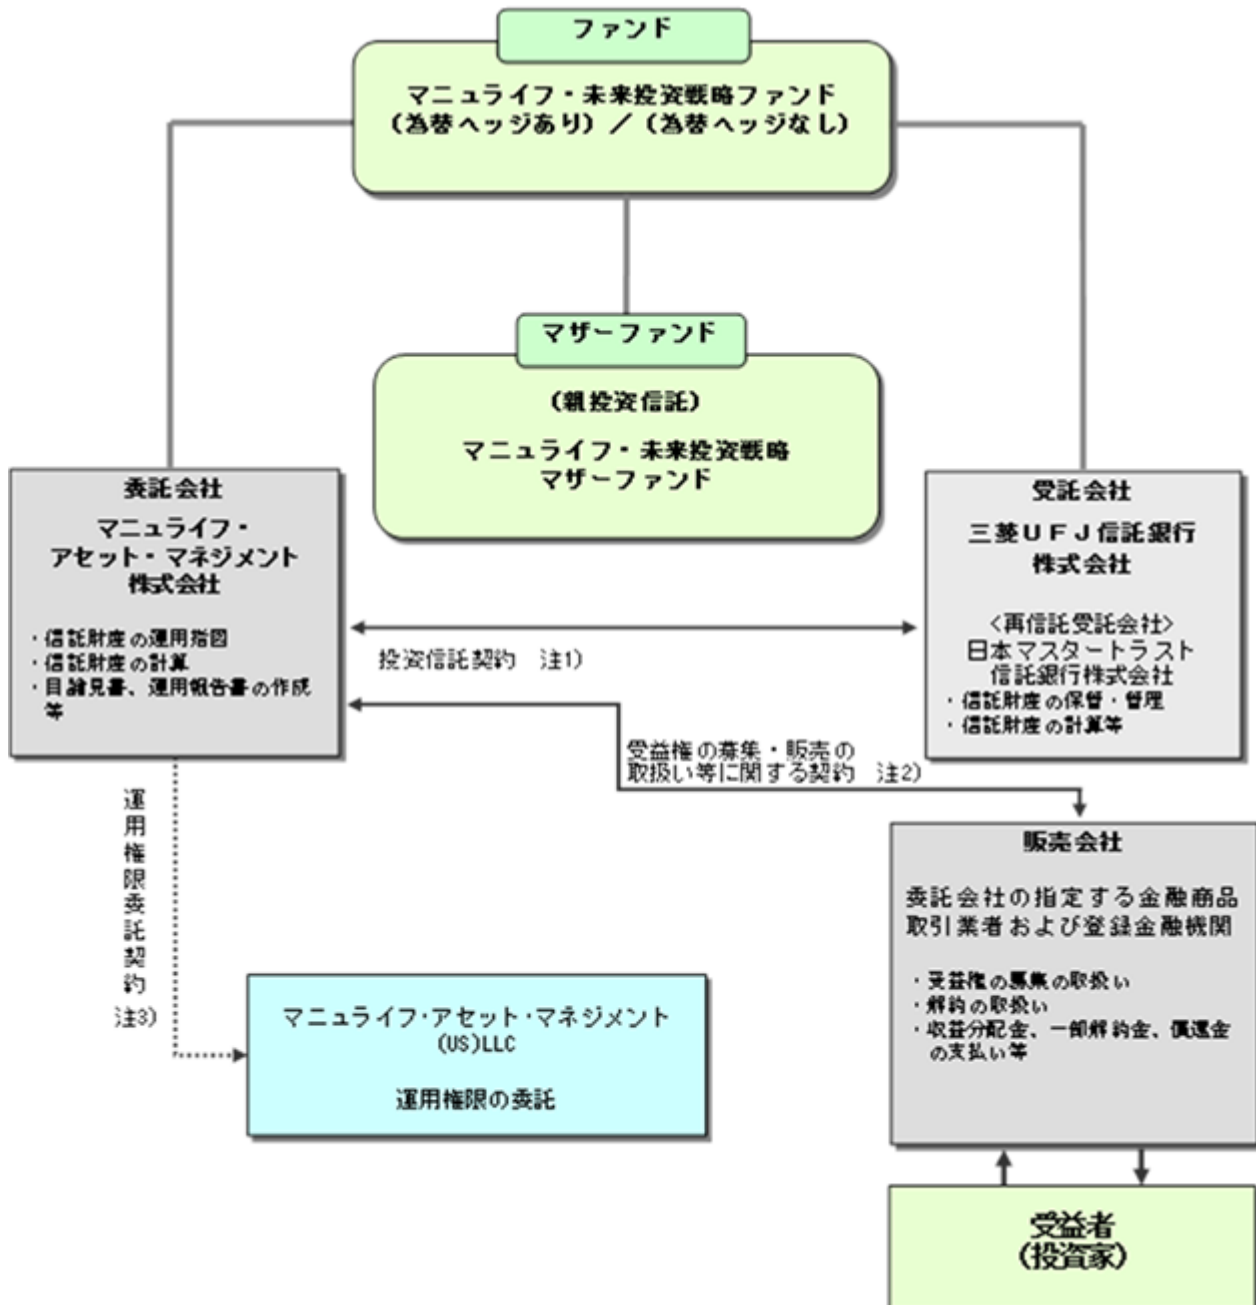 ファンド
マニュライフ・未来投資戦略ファンド
(為替ヘッジあり)／(為替ヘッジなし)
マザーファンド
(親投資信託)
マニュライフ・未来投資戦略
マザーファンド
委託会社
マニュライフ・
アセット・マネジメント
株式会社
・信託財産の運用指図
・信託財産の計算
・目論見書、運用報告書の作成
等
受託会社
三菱ＵＦＪ信託銀行
株式会社
<再信託受託会社>
日本マスタートラスト
信託銀行株式会社
・信託財産の保管・管理
・信託財産の計算等
投資信託契約　注1)
受益権の募集・販売の
取扱い等に関する契約　注2)
運用権限委託契約
注3)
マニュライフ・アセット・マネジメント
(US)LLC
運用権限の委託
販売会社
委託会社の指定する金融商品
取引業者および登録金融機関
・受益権の募集の取扱い
・解約の取扱い
・収益分配金、一部解約金、償還金
の支払い等
受益者
(投資家)